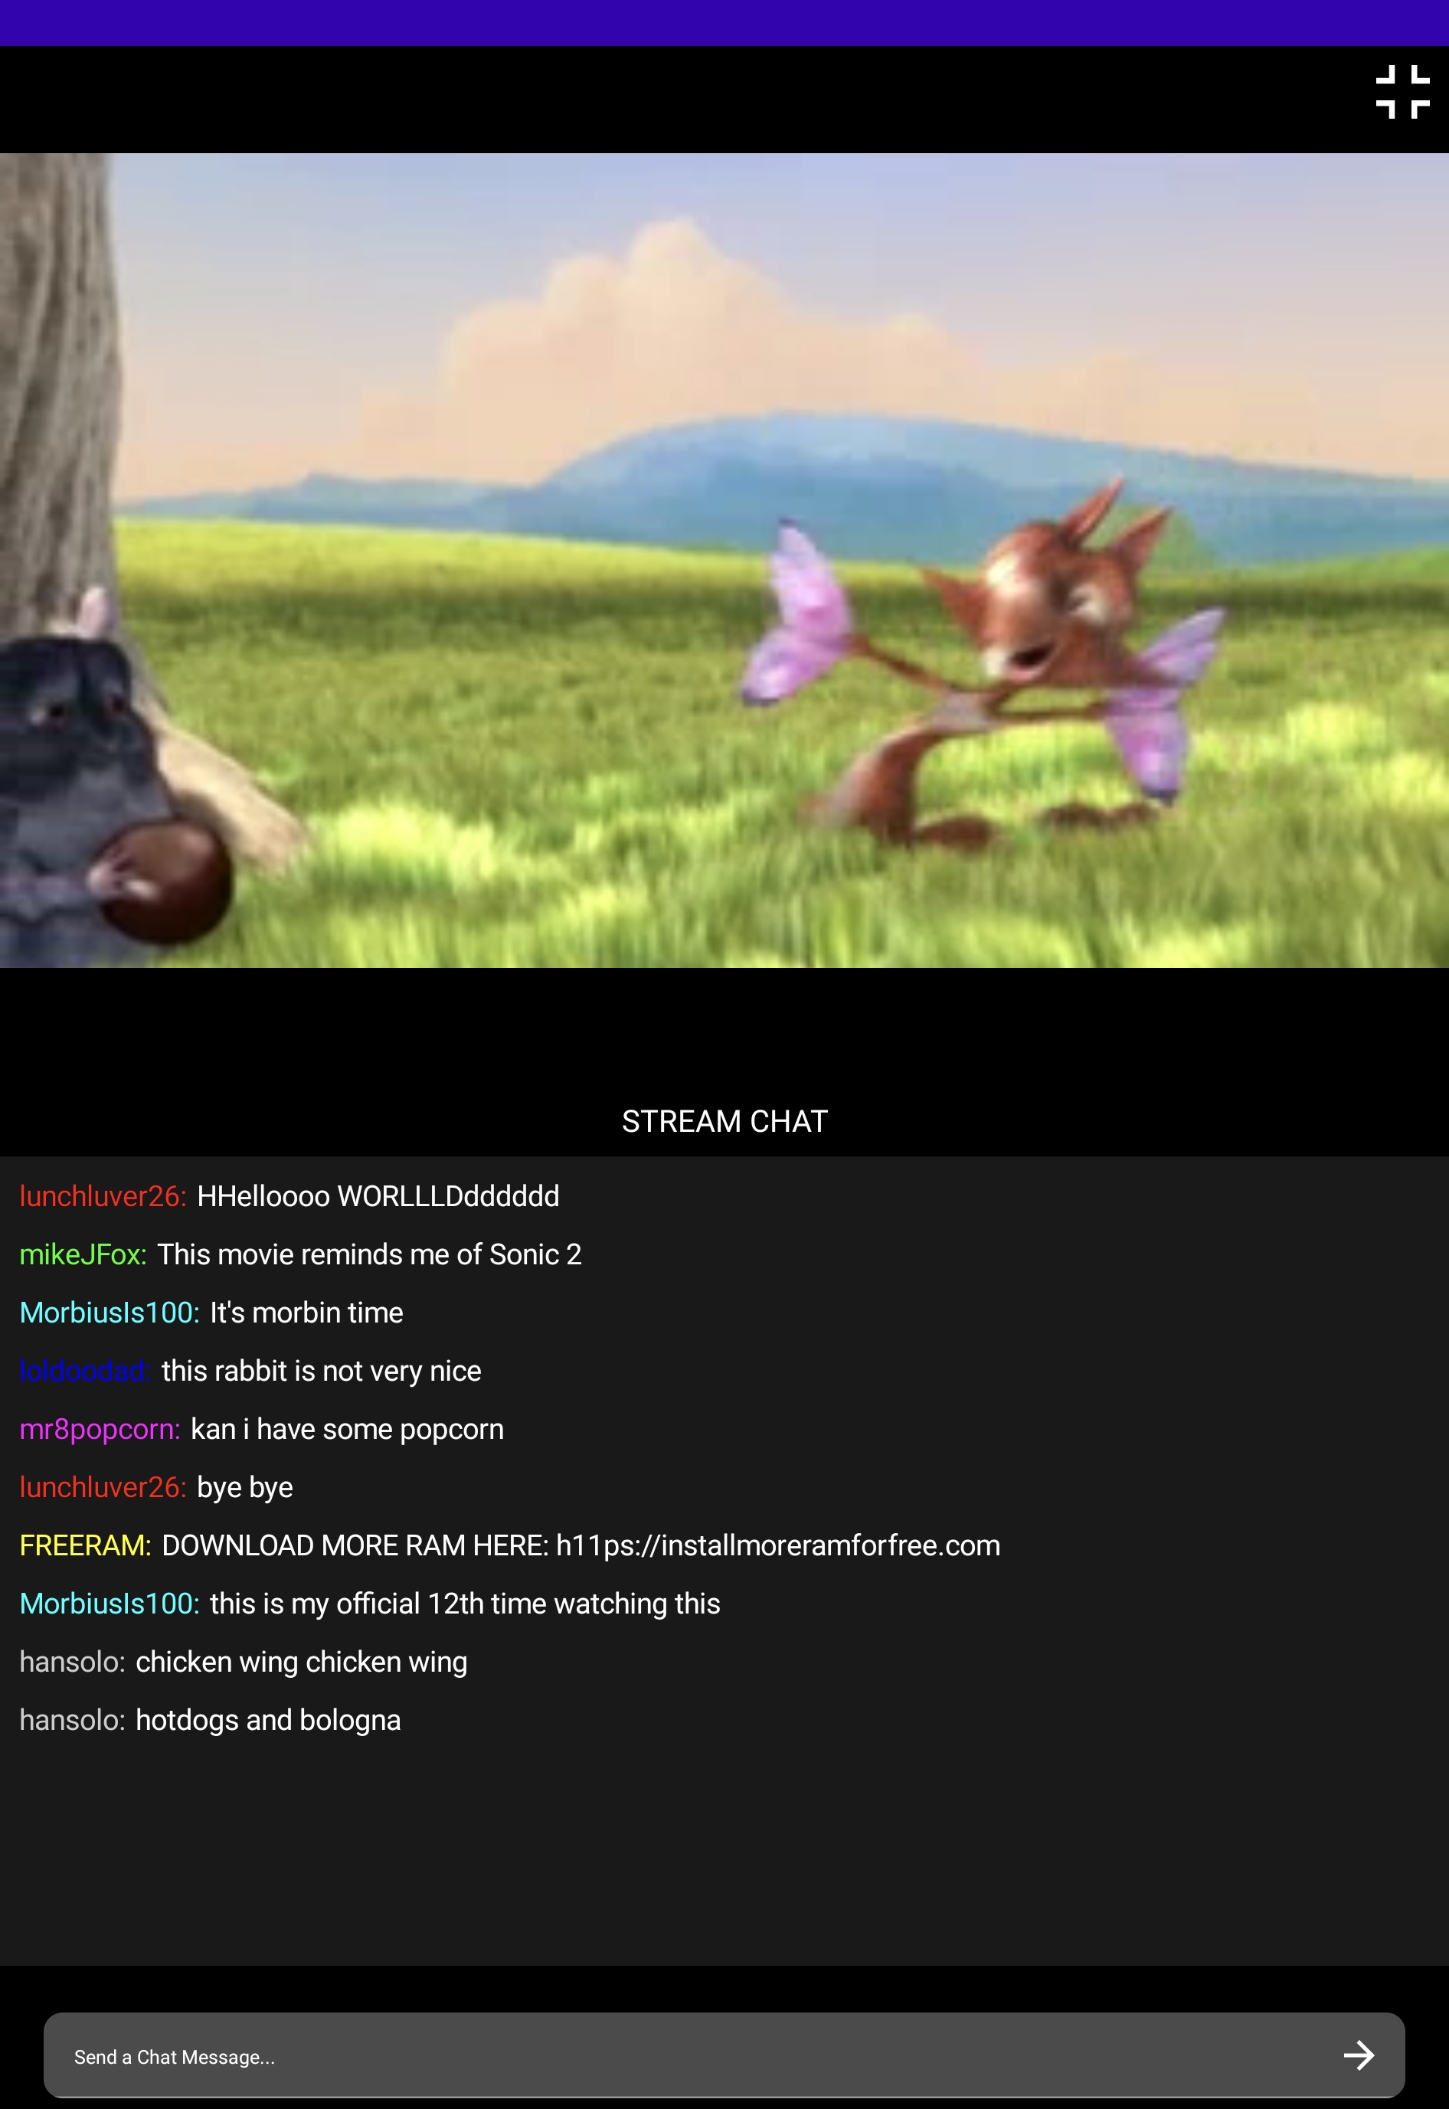 STREAM CHAT
lunchluver26: HHelloooo WORLLLDdddddd
mikeJFox: This movie reminds me of Sonic 2
MorbiusIs100: It's morbin time
loldoodad: this rabbit is not very nice
mr8popcorn: kan i have some popcorn
lunchluver26: bye bye
FREERAM: DOWNLOAD MORE RAM HERE: h11ps://installmoreramforfree.com
MorbiusIs100: this is my official 12th time watching this
hansolo: chicken wing chicken wing
hansolo: hotdogs and bologna
Send a Chat Message...